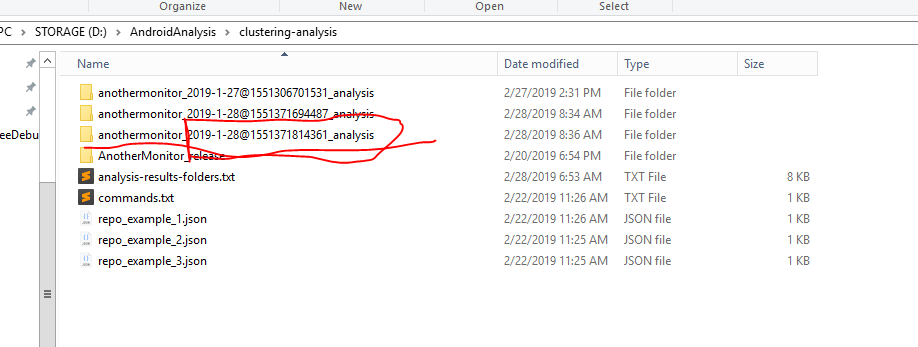 Organize New Open Select
PC > STORAGE (D:) > AndroidAnalysis > clustering-analysis
Name Date modified Type Size
anothermonitor_2019-1-27@1551306701531_analysis 2/27/2019 2:31 PM File folder
anothermonitor_2019-1-28@1551371694487_analysis 2/28/2019 8:34 AM File folder
anothermonitor_2019-1-28@1551371814361_analysis 2/28/2019 8:36 AM File folder
eeDebu
AnotherMonitor_release 2/20/2019 6:54 PM File folder
analysis-results-folders.txt 2/28/2019 6:53 AM TXT File 8 KB
commands.txt 2/22/2019 11:26 AM TXT File 1 KB
repo_example_1.json 2/22/2019 11:26 AM JSON file 1 KB
repo_example_2.json 2/22/2019 11:25 AM JSON file 1 KB
repo_example_3.json 2/22/2019 11:25 AM JSON file 1 KB